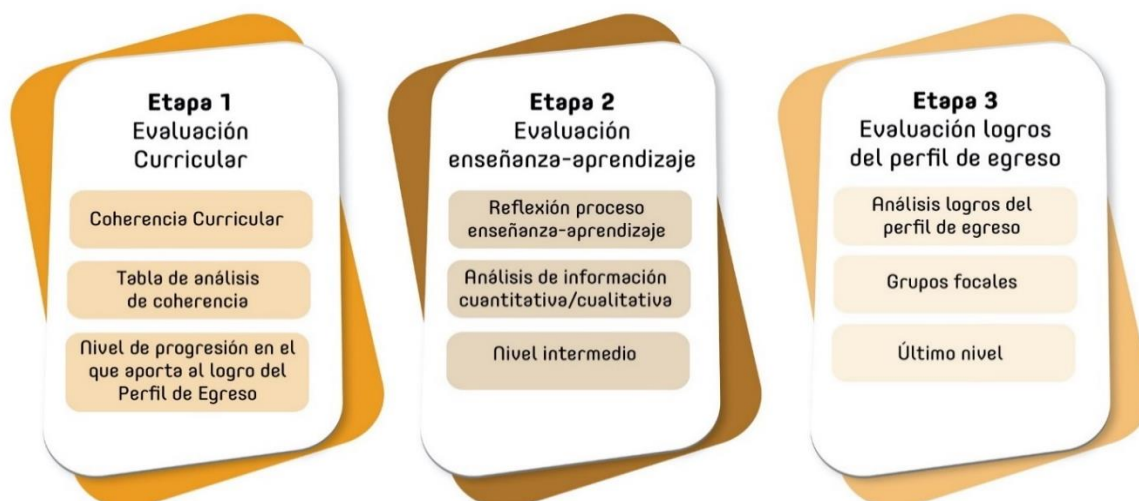 Etapa 1
Evaluación
Curricular
Coherencia Curricular
Tabla de análisis
de coherencia
Nivel de progresión en el
que aporta al logro del
Perfil de Egreso
Etapa 2
Evaluación
enseñanza-aprendizaje
Reflexión proceso
enseñanza-aprendizaje
Análisis de información
cuantitativa/cualitativa
Nivel intermedio
Etapa 3
Evaluación logros
del perfil de egreso
Análisis logros del
perfil de egreso
Grupos focales
Último nivel